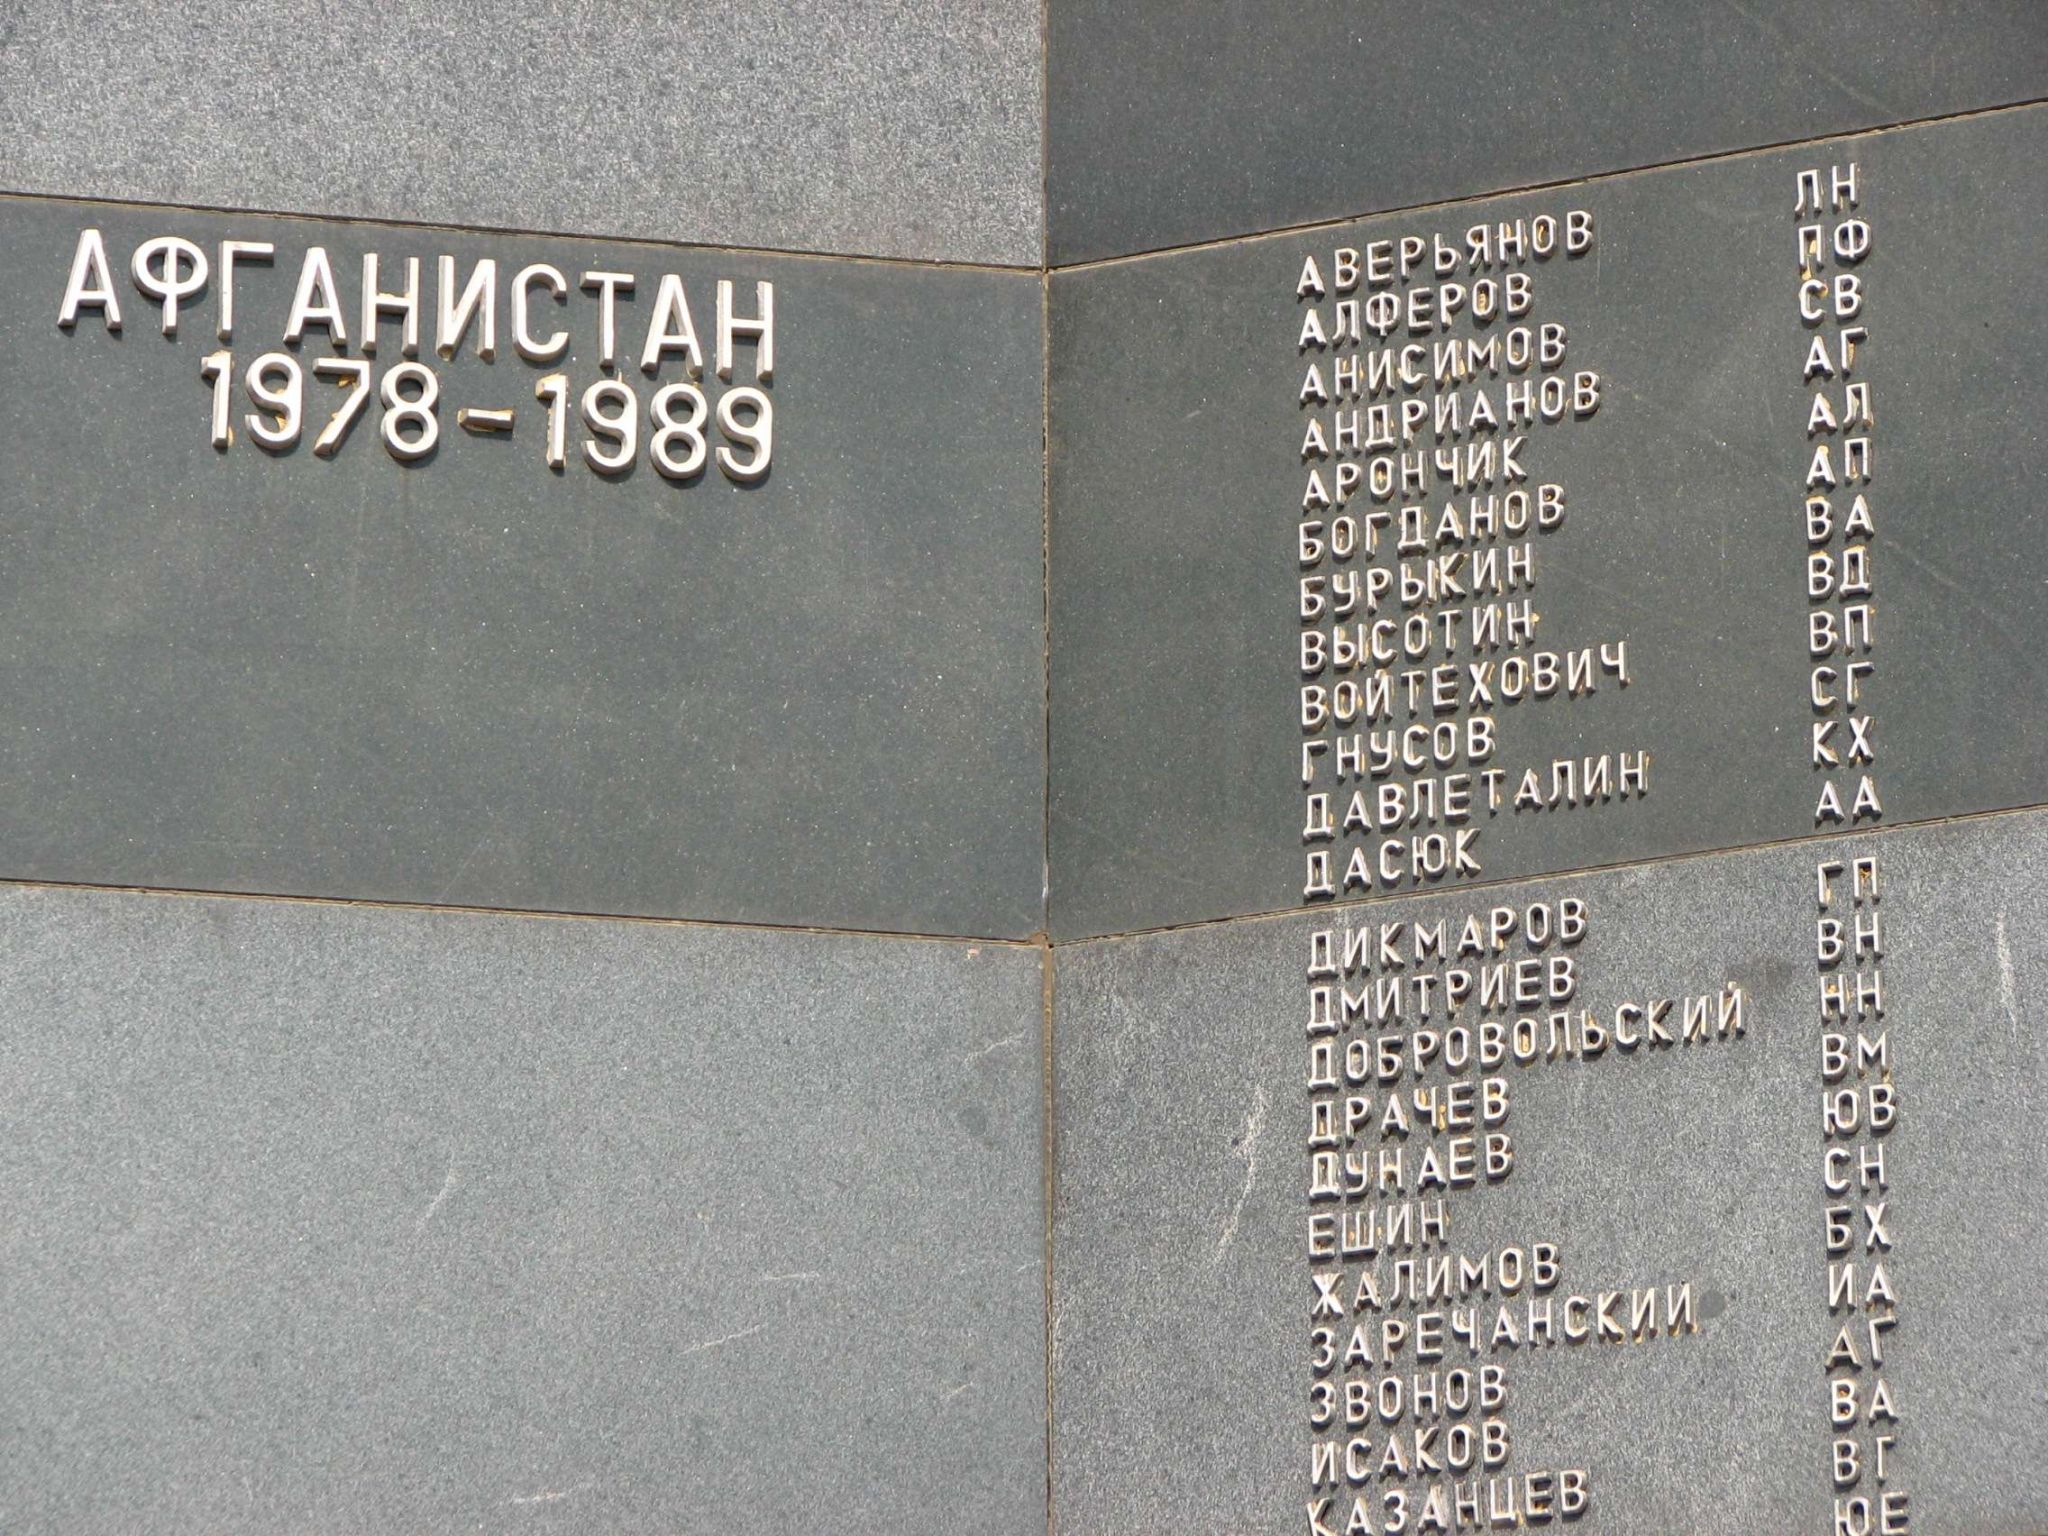 АФГАНИСТАН
1978-1989
АВЕРЬЯНОВ ЛН
АЛФЕРОВ ПФ
АНИСИМОВ СВ
АНДРИАНОВ АГ
АРОНЧИК АЛ
БОГДАНОВ АП
БУРЫКИН ВА
ВЫСОТИН ВД
ВОЙТЕХОВИЧ ВП
ГНУСОВ СГ
ДАВЛЕТАЛИН КХ
ДАСЮК АА
ДИКМАРОВ ГП
ДМИТРИЕВ ВН
ДОБРОВОЛЬСКИЙ НН
ДРАЧЕВ ВМ
ДУНАЕВ ЮВ
ЕШИН СН
ЖАЛИМОВ БХ
ЗАРЕЧАНСКИИ ИА
ЗВОНОВ АГ
ИСАКОВ ВА
КАЗАНЦЕВ ВГ
ЮЕ